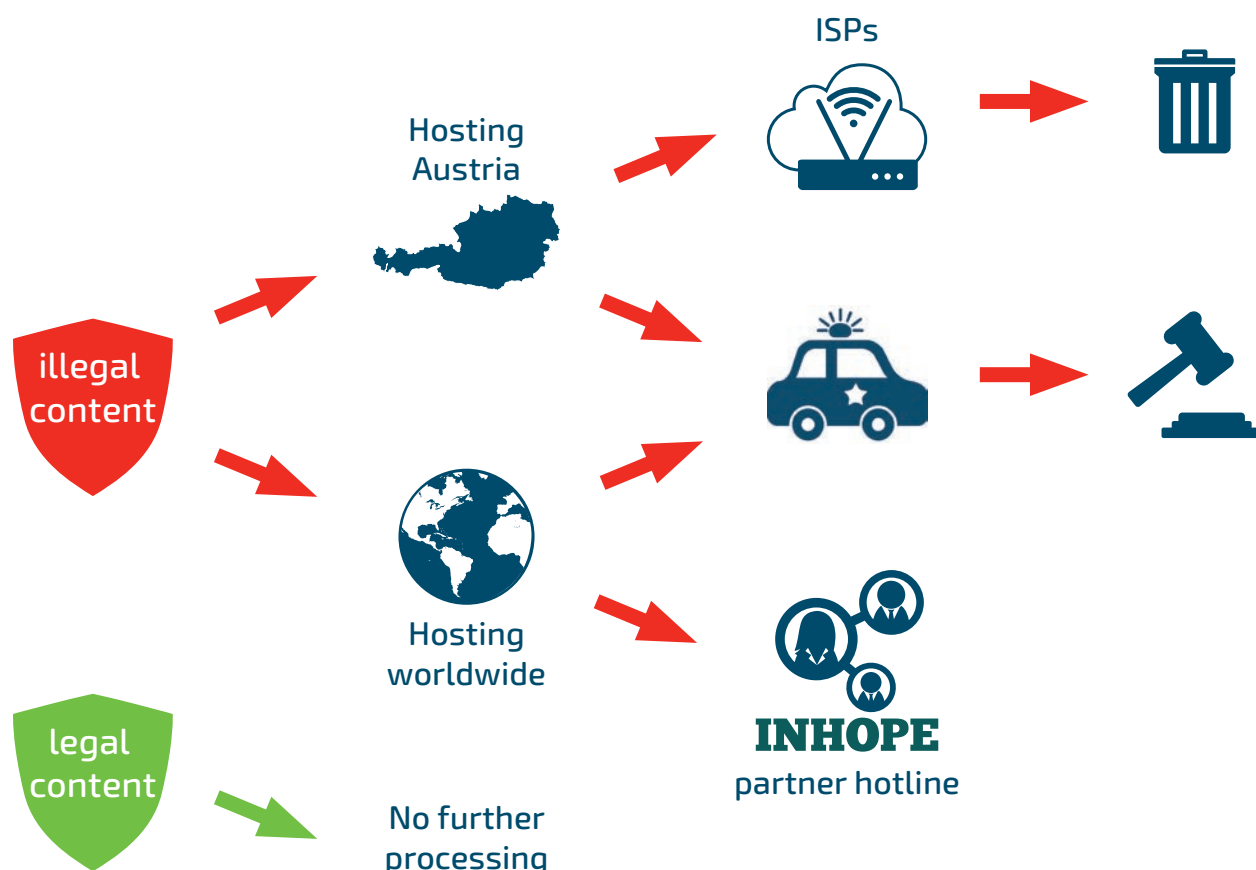 ISPs
Hosting
Austria
illegal
content
Hosting
worldwide
INHOPE
partner hotline
legal
content
No further
processing